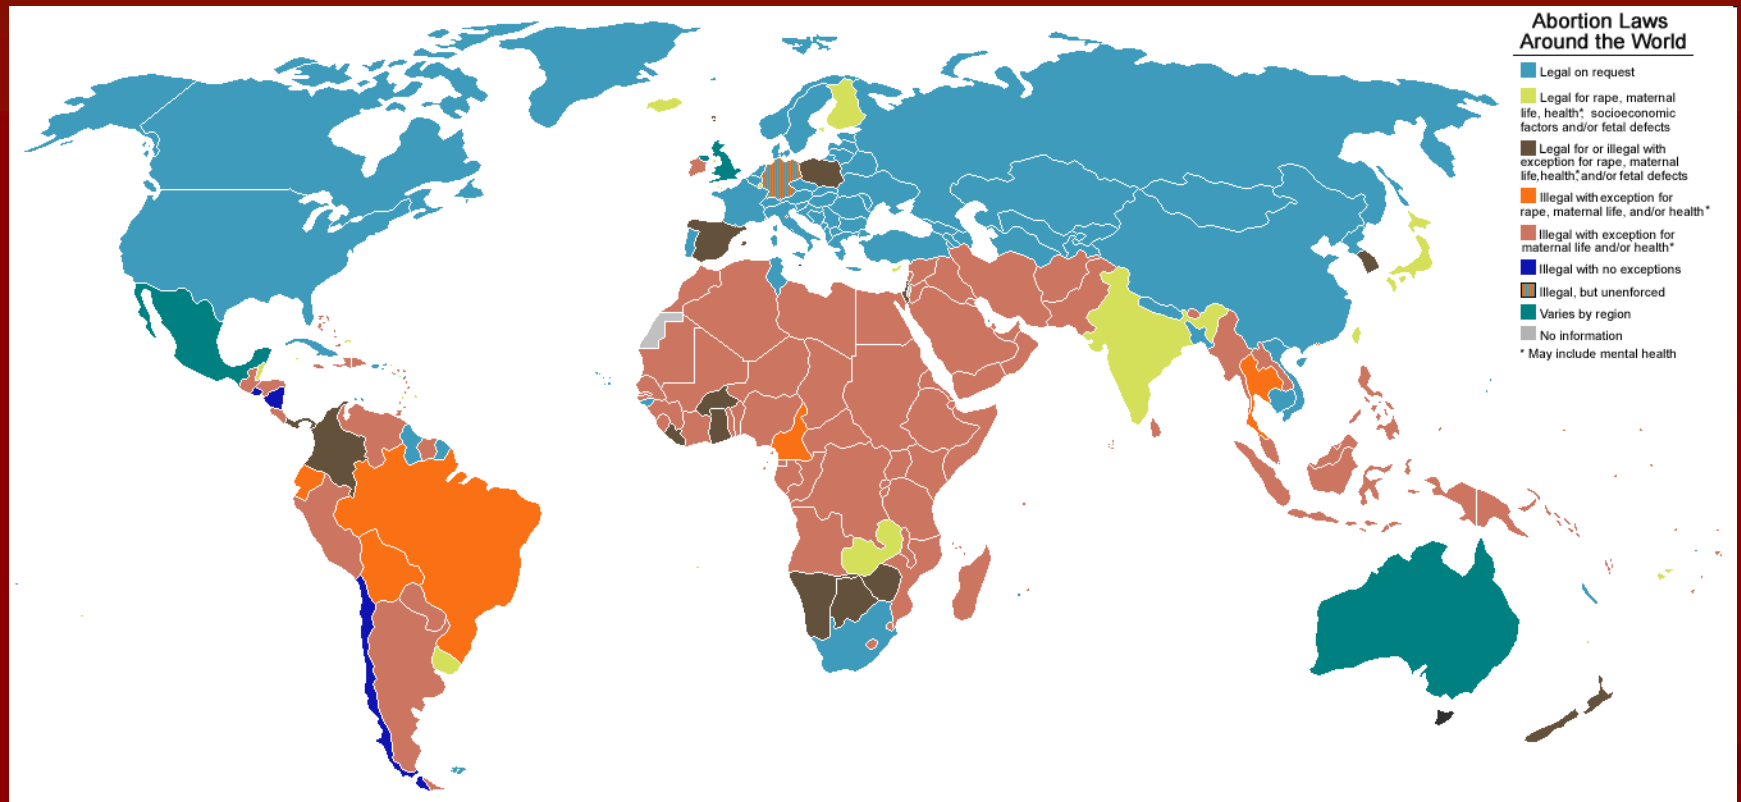 Abortion Laws
Around the World
Legal on request
Legal for rape, maternal
life, health*, socioeconomic
factors and/or fetal defects
Legal for or illegal with
exception for rape, maternal
life,health,*and/or fetal defects
Illegal with exception for
rape, maternal life, and/or health*
Illegal with exception for
maternal life and/or health*
Illegal with no exceptions
Illegal, but unenforced
Varies by region
No information
* May include mental health